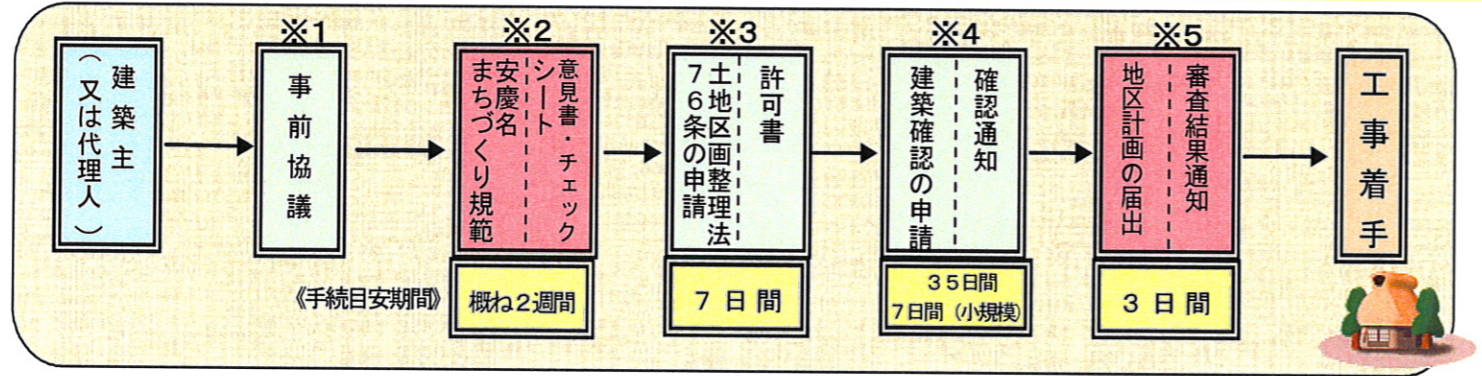 建築主
（又は代理人）
※1
事前協議
※2
意見書・チェック
シート
安慶名
まちづくり規範
※3
許可書
土地区画整理法
７６条の申請
※4
確認通知
建築確認の申請
※5
審査結果通知
地区計画の届出
工事着手
《手続目安期間》
概ね２週間
７日間
３５日間
７日間（小規模）
３日間